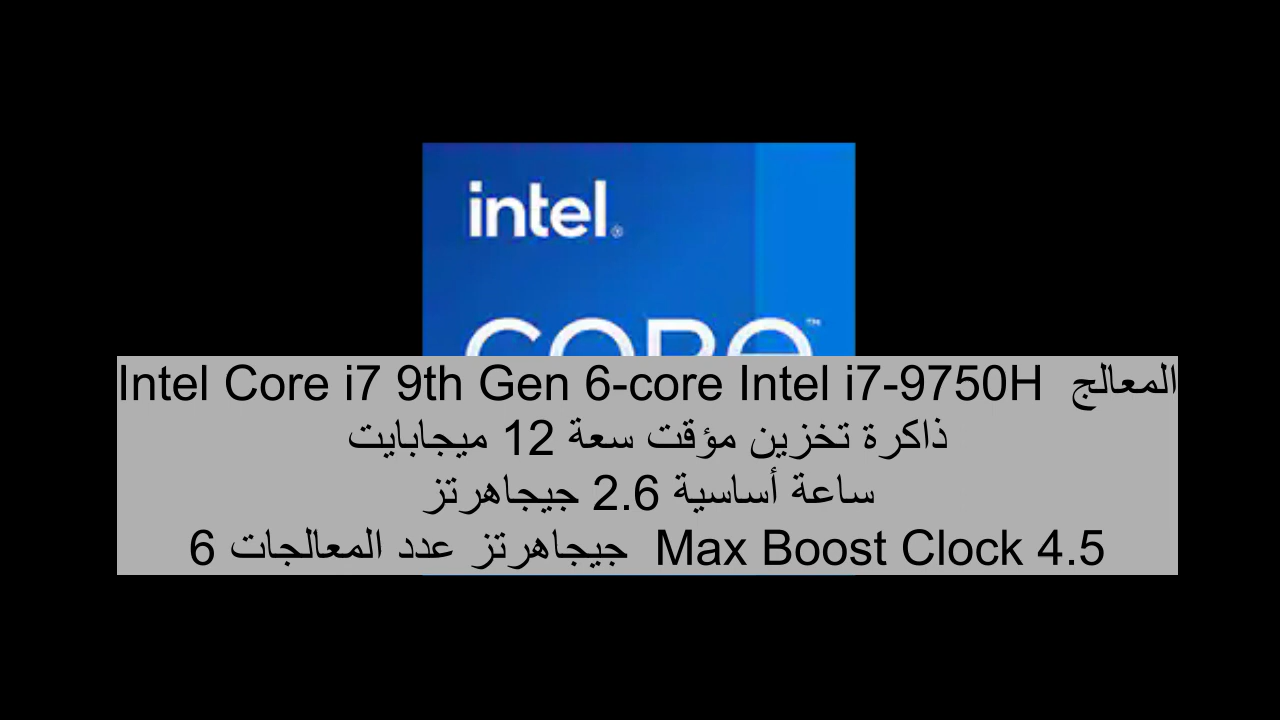 intel®
CORE™
المعالج Intel Core i7 9th Gen 6-core Intel i7-9750H
ذاكرة تخزين مؤقت سعة 12 ميجابايت
ساعة أساسية 2.6 جيجاهرتز
Max Boost Clock 4.5 جيجاهرتز عدد المعالجات 6